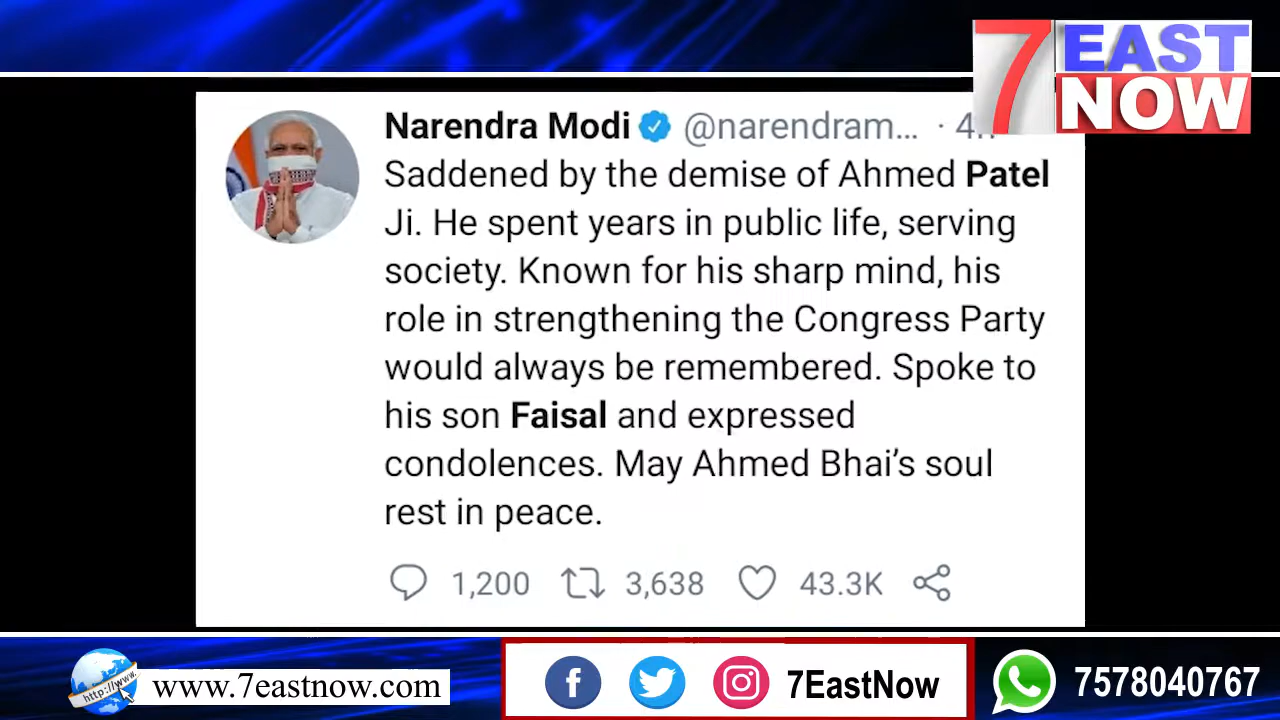 7 EAST NOW
Narendra Modi @narendram... · 4h
Saddened by the demise of Ahmed Patel
Ji. He spent years in public life, serving
society. Known for his sharp mind, his
role in strengthening the Congress Party
would always be remembered. Spoke to
his son Faisal and expressed
condolences. May Ahmed Bhai's soul
rest in peace.
1,200 3,638 43.3K
http://www.
www.7eastnow.com
7EastNow
7578040767